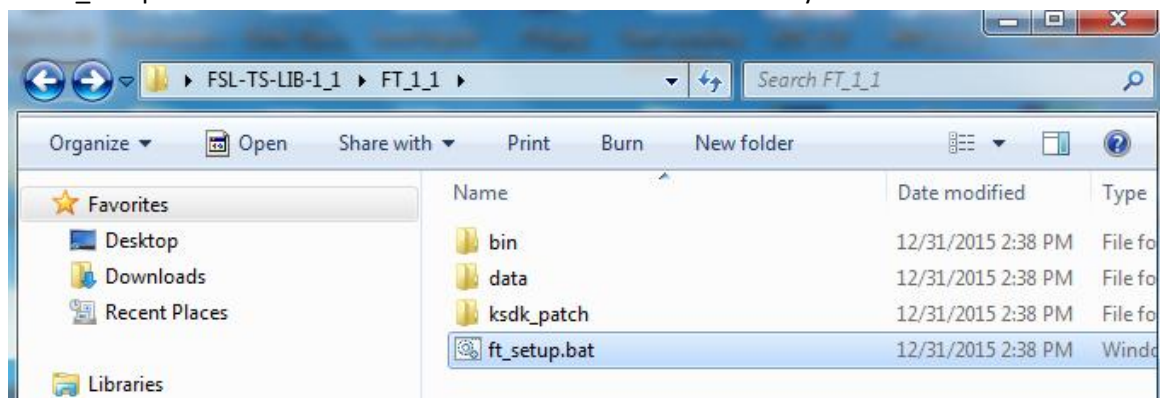 FSL-TS-LIB-1_1 FT_1_1 Search FT_1_1
Organize Open Share with Print Burn New folder
Favorites Name Date modified Type
Desktop bin 12/31/2015 2:38 PM File fo
Downloads data 12/31/2015 2:38 PM File fo
Recent Places ksdk_patch 12/31/2015 2:38 PM File fo
ft_setup.bat 12/31/2015 2:38 PM Windo
Libraries